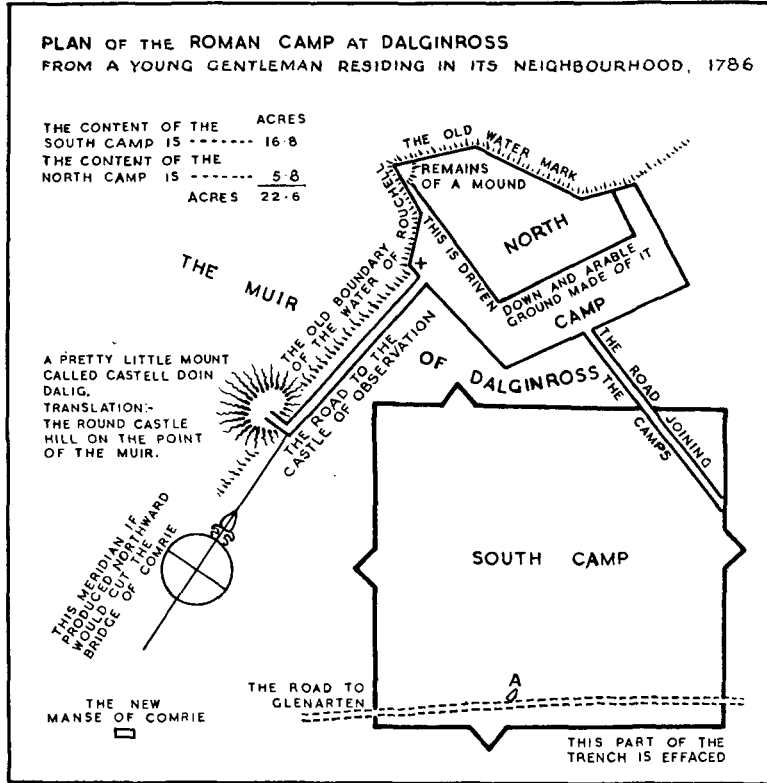 PLAN OF THE ROMAN CAMP AT DALGINROSS
FROM A YOUNG GENTLEMAN RESIDING IN ITS NEIGHBOURHOOD, 1786
ACRES
THE CONTENT OF THE
SOUTH CAMP IS ------- 16·8
THE CONTENT OF THE
NORTH CAMP IS ------- 5·8
ACRES 22·6
THE OLD WATER MARK
REMAINS
OF A MOUND
NORTH
CAMP
THIS IS DRIVEN
DOWN AND ARABLE
GROUND MADE OF IT
THE MUIR
THE OLD BOUNDARY
OF THE WATER OF ROUCHELL
A PRETTY LITTLE MOUNT
CALLED CASTELL DOIN
DALIG.
TRANSLATION:-
THE ROUND CASTLE
HILL ON THE POINT
OF THE MUIR.
THE ROAD TO THE
CASTLE OF OBSERVATION
OF DALGINROSS
THE ROAD JOINING
THE CAMPS
THIS MERIDIAN IF
PRODUCED NORTHWARD
WOULD CUT THE
BRIDGE OF COMRIE
SOUTH CAMP
A
THE ROAD TO
GLENARTEN
THE NEW
MANSE OF COMRIE
THIS PART OF THE
TRENCH IS EFFACED